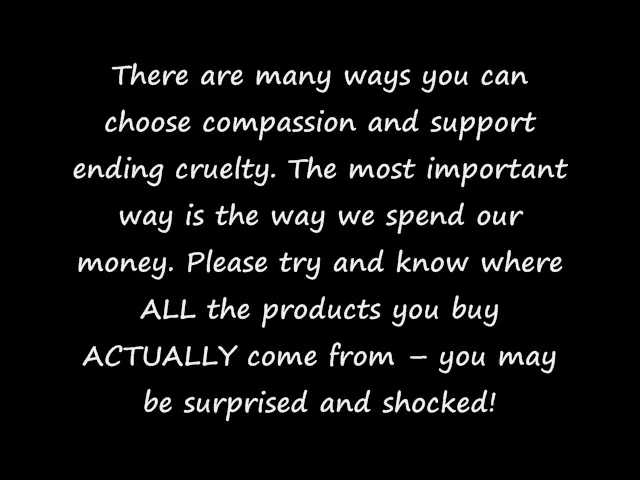 There are many ways you can
choose compassion and support
ending cruelty. The most important
way is the way we spend our
money. Please try and know where
ALL the products you buy
ACTUALLY come from – you may
be surprised and shocked!